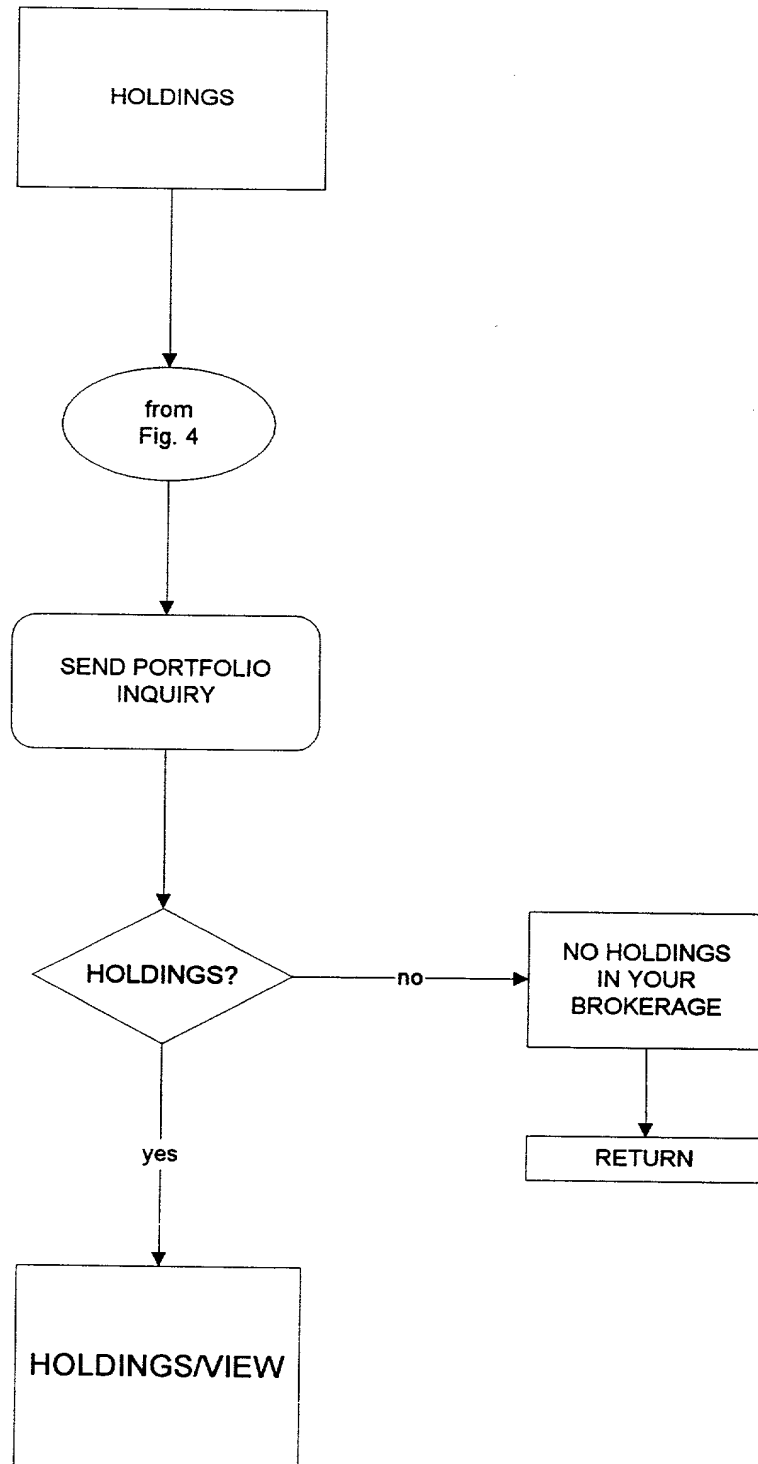 HOLDINGS
from
Fig. 4
SEND PORTFOLIO
INQUIRY
HOLDINGS?
no
NO HOLDINGS
IN YOUR
BROKERAGE
yes
RETURN
HOLDINGS/VIEW